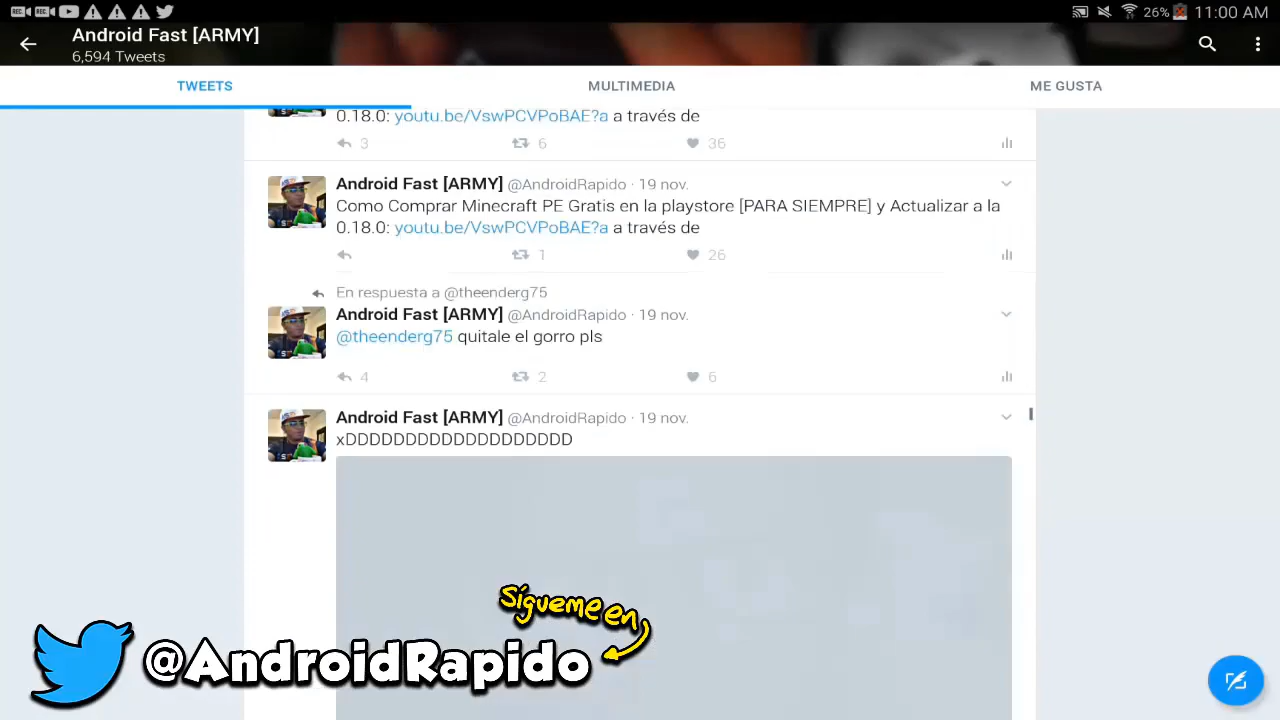 REC REC 26% 11:00 AM
Android Fast [ARMY]
6,594 Tweets
TWEETS MULTIMEDIA ME GUSTA
0.18.0: youtu.be/VswPCVPoBAE?a a través de
3 6 36
Android Fast [ARMY] @AndroidRapido · 19 nov.
Como Comprar Minecraft PE Gratis en la playstore [PARA SIEMPRE] y Actualizar a la
0.18.0: youtu.be/VswPCVPoBAE?a a través de
1 26
En respuesta a @theenderg75
Android Fast [ARMY] @AndroidRapido · 19 nov.
@theenderg75 quitale el gorro pls
4 2 6
Android Fast [ARMY] @AndroidRapido · 19 nov.
xDDDDDDDDDDDDDDDDDDD
Sígueme en
@AndroidRapido